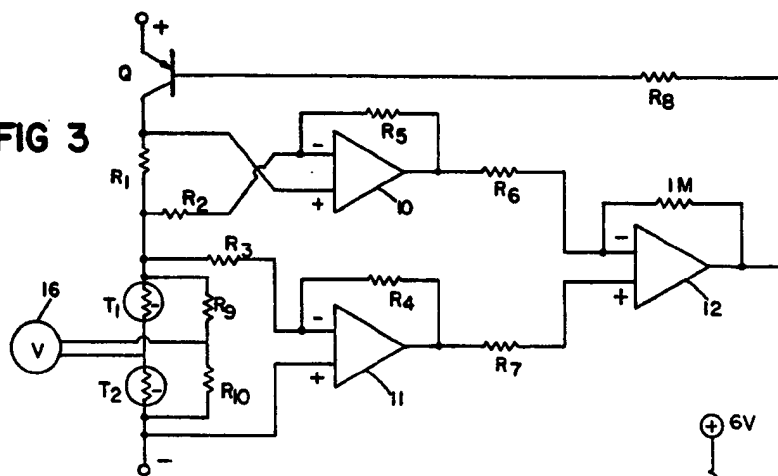 +
Q
R8
FIG 3
R1
R5
-
+
10
R2
R6
1M
-
+
12
R3
16
T1
-
R9
R4
-
+
11
V
T2
-
R10
R7
+ 6V
-